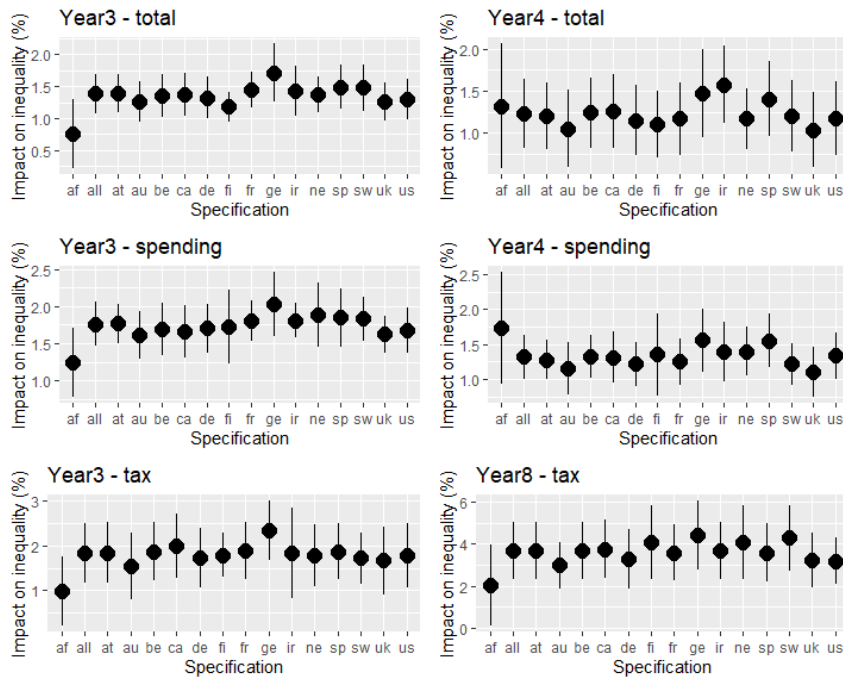 Year3 - total
Impact on inequality (%)
2.0
1.5
1.0
0.5
af all at au be ca de fi fr ge ir ne sp sw uk us
Specification
Year4 - total
Impact on inequality (%)
2.0
1.5
1.0
af all at au be ca de fi fr ge ir ne sp sw uk us
Specification
Year3 - spending
Impact on inequality (%)
2.5
2.0
1.5
1.0
af all at au be ca de fi fr ge ir ne sp sw uk us
Specification
Year4 - spending
Impact on inequality (%)
2.5
2.0
1.5
1.0
af all at au be ca de fi fr ge ir ne sp sw uk us
Specification
Year3 - tax
Impact on inequality (%)
3
2
1
af all at au be ca de fi fr ge ir ne sp sw uk us
Specification
Year8 - tax
Impact on inequality (%)
6
4
2
0
af all at au be ca de fi fr ge ir ne sp sw uk us
Specification